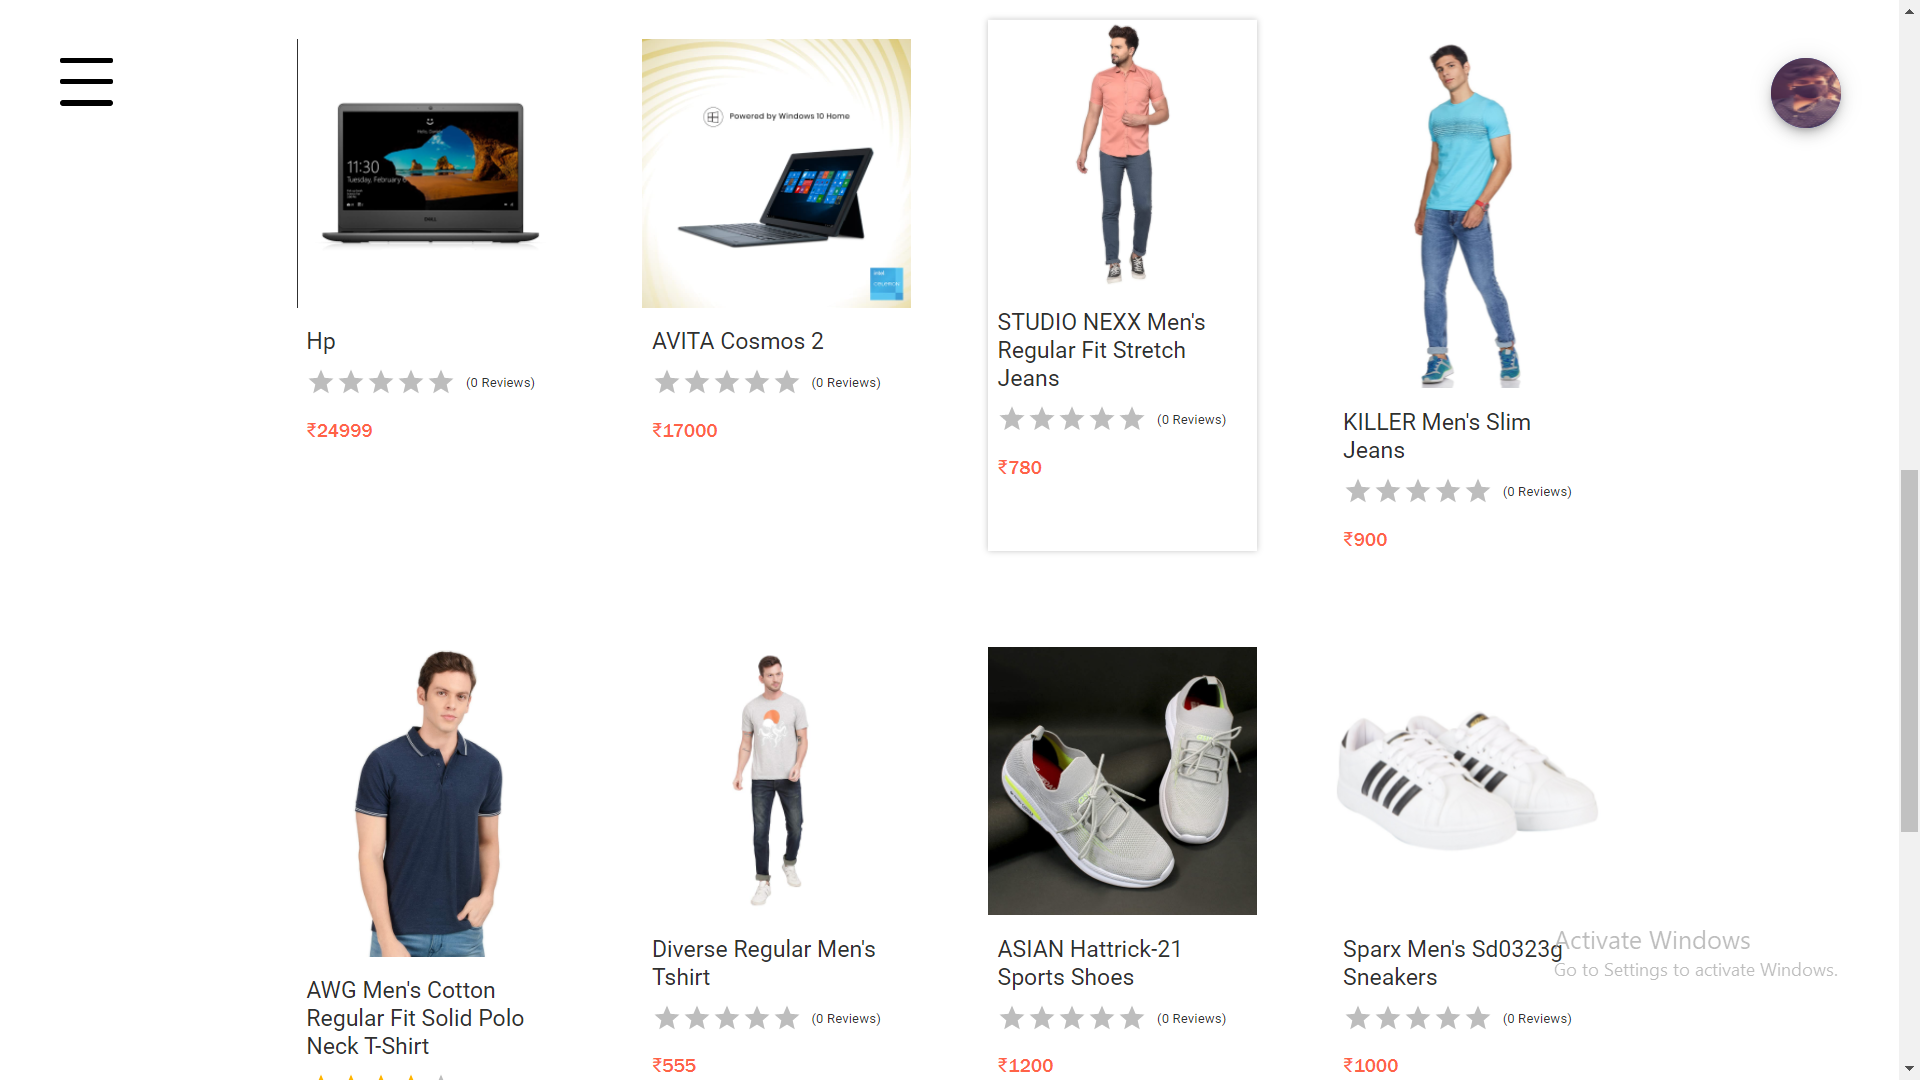 11:30
Tuesday, February
DELL
Hp
(0 Reviews)
₹24999
Powered by Windows 10 Home
intel
CELERON
AVITA Cosmos 2
(0 Reviews)
₹17000
STUDIO NEXX Men's
Regular Fit Stretch
Jeans
(0 Reviews)
₹780
KILLER Men's Slim
Jeans
(0 Reviews)
₹900
AWG Men's Cotton
Regular Fit Solid Polo
Neck T-Shirt
Diverse Regular Men's
Tshirt
(0 Reviews)
₹555
ASIAN Hattrick-21
Sports Shoes
(0 Reviews)
₹1200
Sparx Men's Sd0323g
Sneakers
(0 Reviews)
₹1000
Activate Windows
Go to Settings to activate Windows.